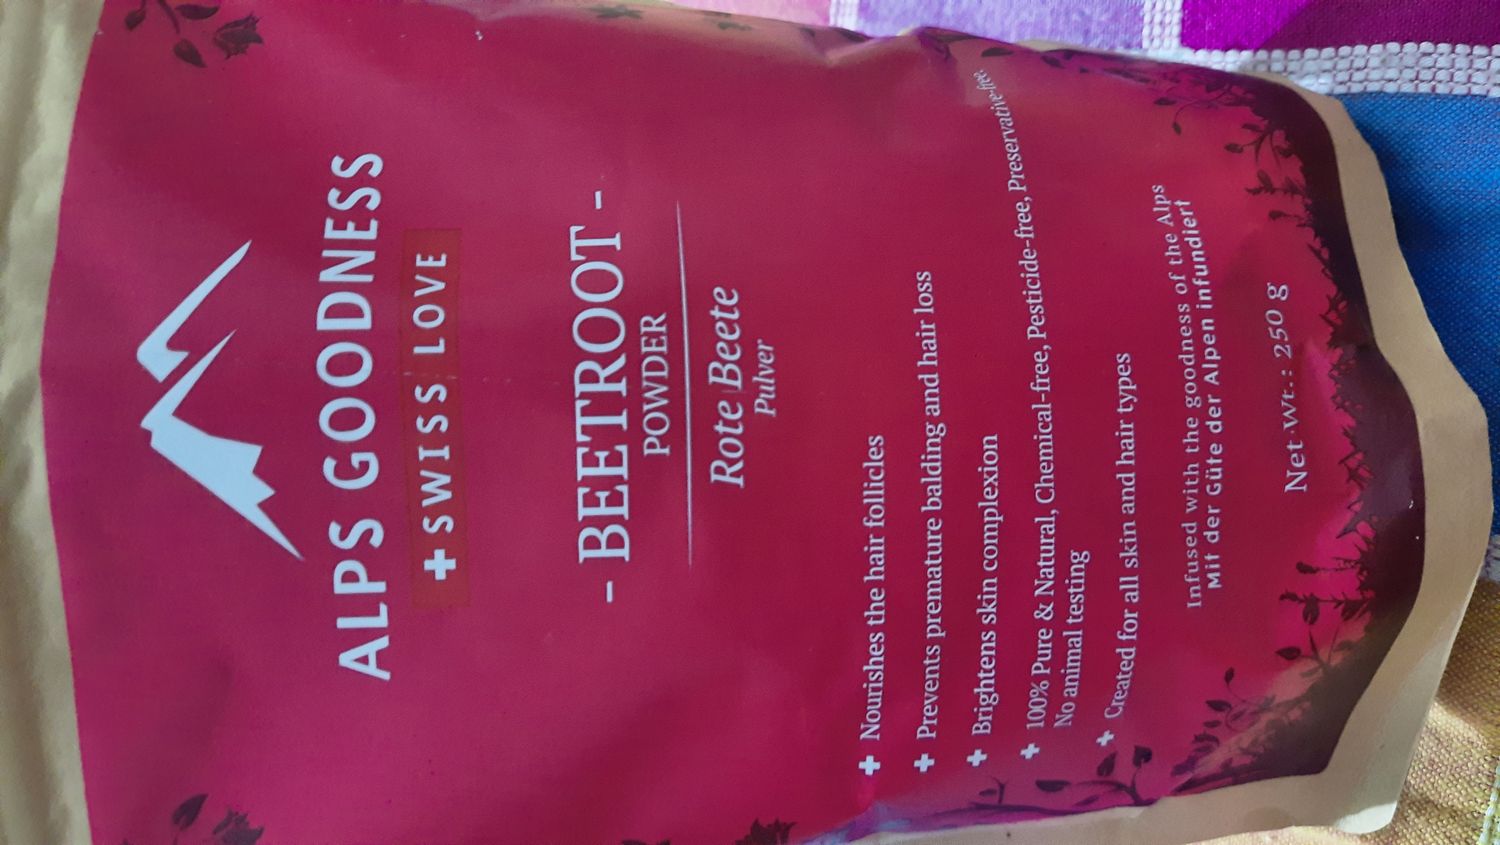 ALPS GOODNESS
+ SWISS LOVE
- BEETROOT -
POWDER
Rote Beete
Pulver
+ Nourishes the hair follicles
+ Prevents premature balding and hair loss
+ Brightens skin complexion
+ 100% Pure & Natural, Chemical-free, Pesticide-free, Preservative-free,
No animal testing
+ Created for all skin and hair types
Infused with the goodness of the Alps
Mit der Güte der Alpen infundiert
Net Wt.: 250 g